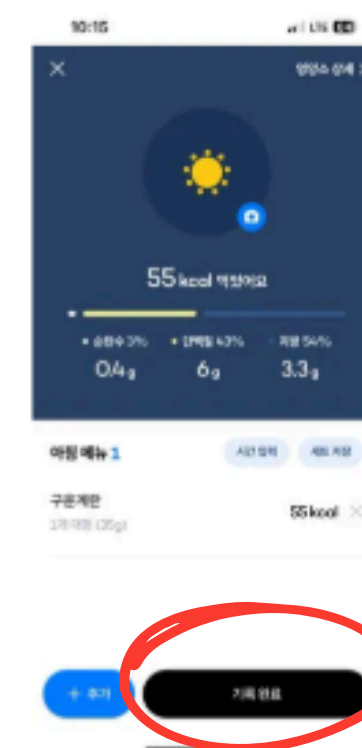 10:15
LTE
영양소 상세
55 kcal 먹었어요
순탄수 3% 단백질 43% 지방 54%
0.4g 6g 3.3g
아침 메뉴 1 시간 입력 세트 저장
구운계란 55 kcal
+ 추가 기록 완료